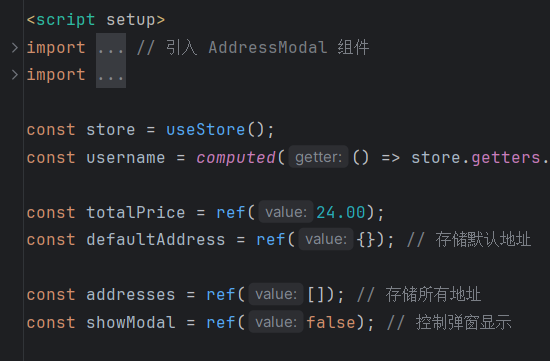 <script setup>
import ... // 引入 AddressModal 组件
import ...
const store = useStore();
const username = computed( getter: () => store.getters.
const totalPrice = ref( value: 24.00);
const defaultAddress = ref( value: {}); // 存储默认地址
const addresses = ref( value: []); // 存储所有地址
const showModal = ref( value: false); // 控制弹窗显示